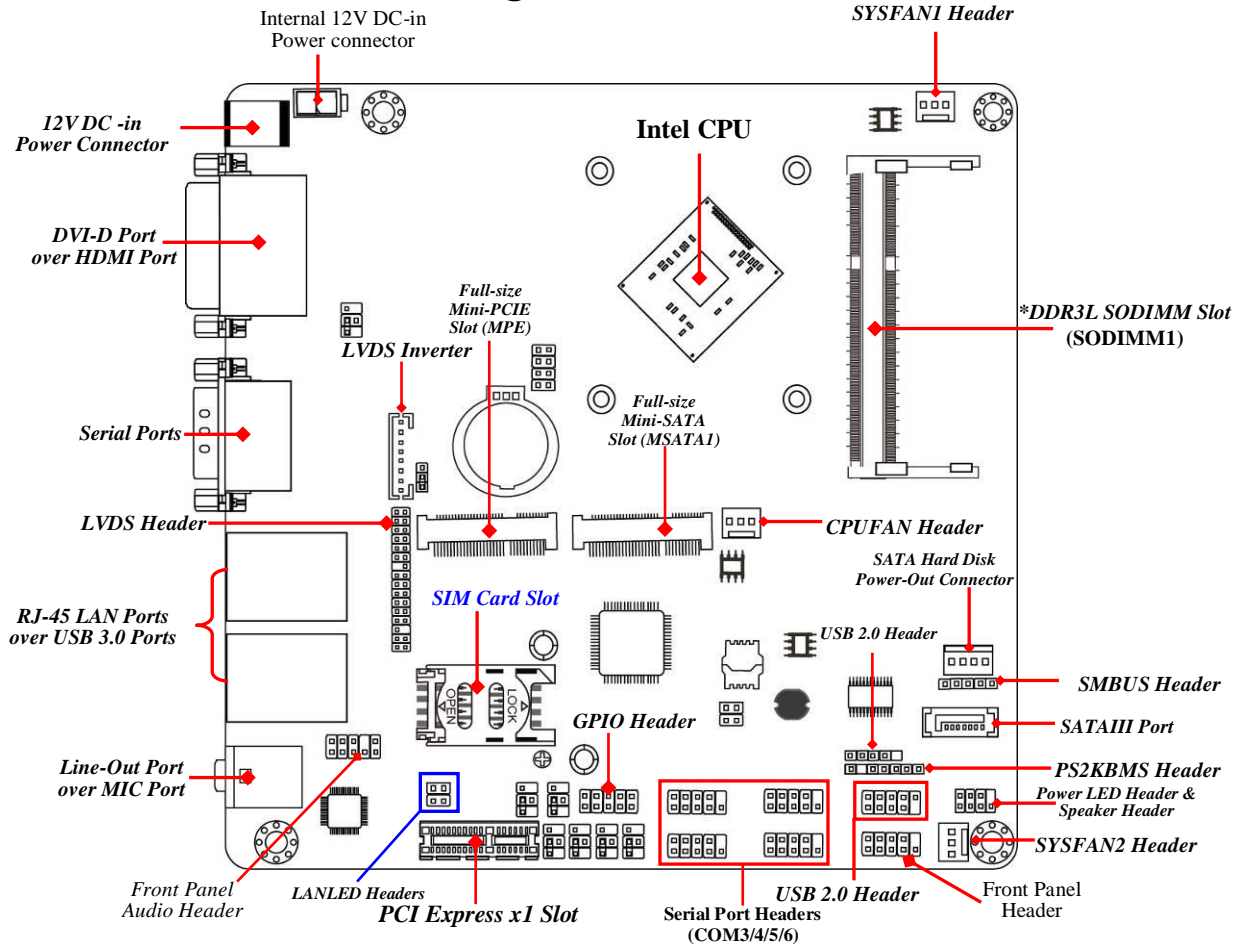 Internal 12V DC-in
Power connector
SYSFAN1 Header
12V DC -in
Power Connector
Intel CPU
DVI-D Port
over HDMI Port
Full-size
Mini-PCIE
Slot (MPE)
*DDR3L SODIMM Slot
(SODIMM1)
LVDS Inverter
Full-size
Mini-SATA
Slot (MSATA1)
Serial Ports
LVDS Header
CPUFAN Header
SATA Hard Disk
Power-Out Connector
SIM Card Slot
RJ-45 LAN Ports
over USB 3.0 Ports
USB 2.0 Header
SMBUS Header
OPEN
LOCK
GPIO Header
SATAIII Port
Line-Out Port
over MIC Port
PS2KBMS Header
Power LED Header &
Speaker Header
SYSFAN2 Header
Front Panel
Audio Header
LANLED Headers
PCI Express x1 Slot
Serial Port Headers
(COM3/4/5/6)
USB 2.0 Header
Front Panel
Header